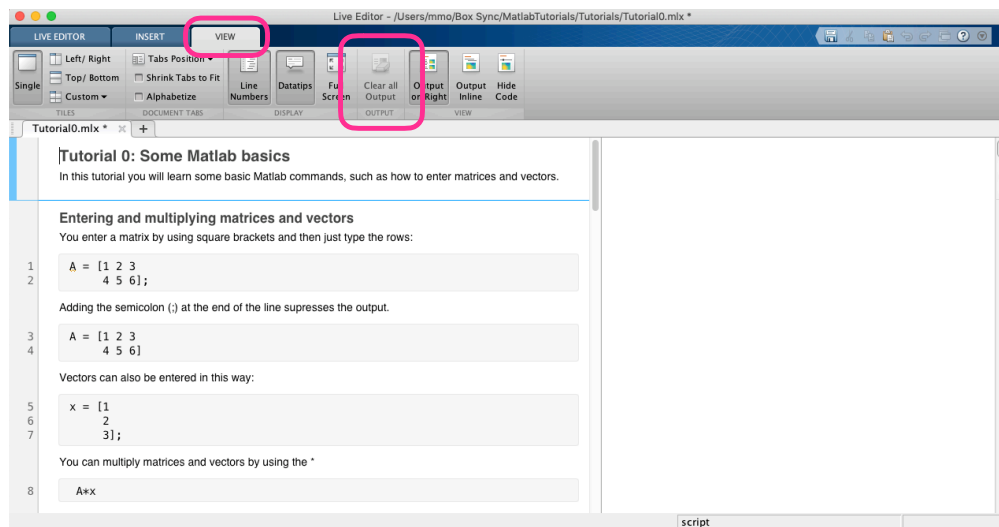 Live Editor - /Users/mmo/Box Sync/MatlabTutorials/Tutorials/Tutorial0.mlx *
LIVE EDITOR INSERT VIEW
Single
Left/ Right
Top/ Bottom
Custom
TILES
Tabs Position
Shrink Tabs to Fit
Alphabetize
DOCUMENT TABS
Line Numbers
Datatips
Full Screen
DISPLAY
Clear all Output
OUTPUT
Output on Right
Output Inline
Hide Code
VIEW
Tutorial0.mlx * × +
Tutorial 0: Some Matlab basics
In this tutorial you will learn some basic Matlab commands, such as how to enter matrices and vectors.
Entering and multiplying matrices and vectors
You enter a matrix by using square brackets and then just type the rows:
1 A = [1 2 3
2 4 5 6];
Adding the semicolon (;) at the end of the line supresses the output.
3 A = [1 2 3
4 4 5 6]
Vectors can also be entered in this way:
5 x = [1
6 2
7 3];
You can multiply matrices and vectors by using the *
8 A*x
script